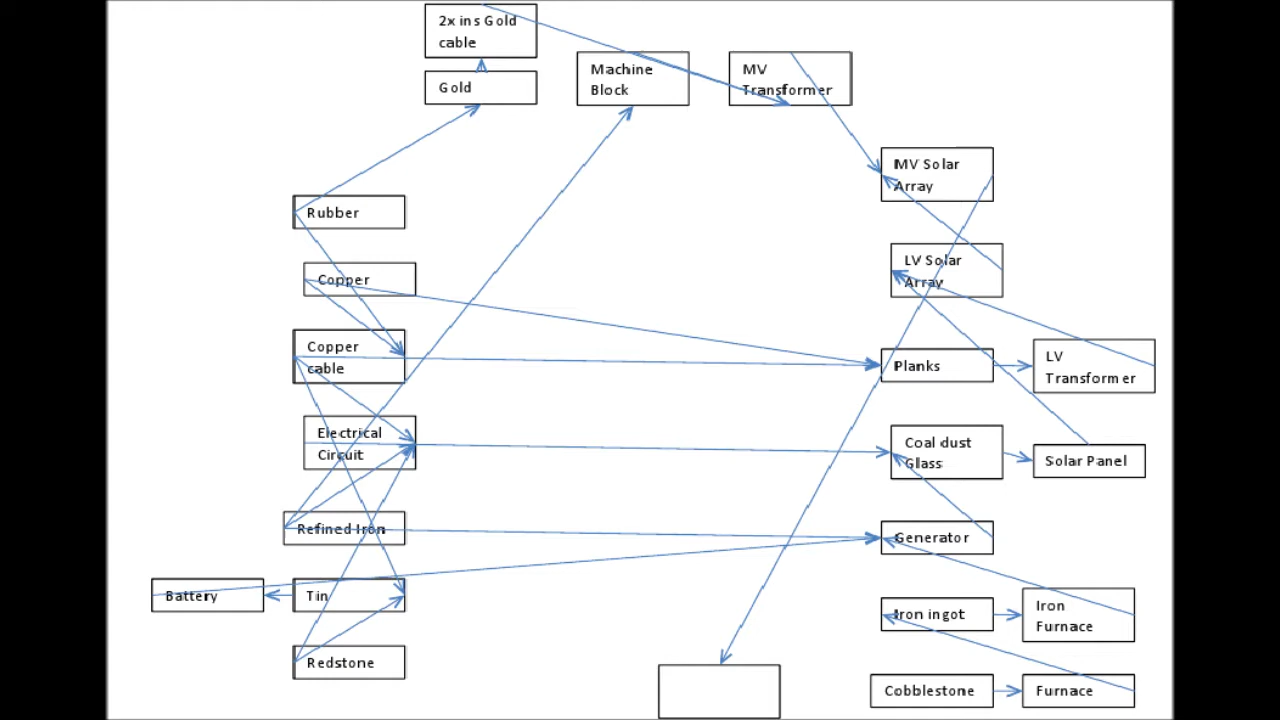 2x ins Gold
cable
Gold
Machine
Block
MV
Transformer
MV Solar
Array
Rubber
Copper
LV Solar
Array
Copper
cable
Planks
LV
Transformer
Electrical
Circuit
Coal dust
Glass
Solar Panel
Refined Iron
Generator
Battery
Tin
Iron ingot
Iron
Furnace
Redstone
Cobblestone
Furnace